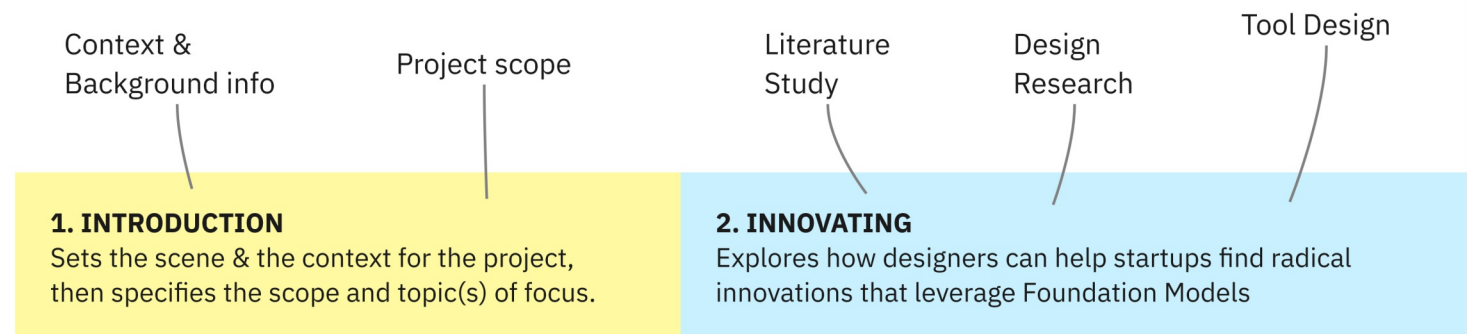 Context &
Background info
Project scope
Literature
Study
Design
Research
Tool Design
1. INTRODUCTION
Sets the scene & the context for the project,
then specifies the scope and topic(s) of focus.
2. INNOVATING
Explores how designers can help startups find radical
innovations that leverage Foundation Models